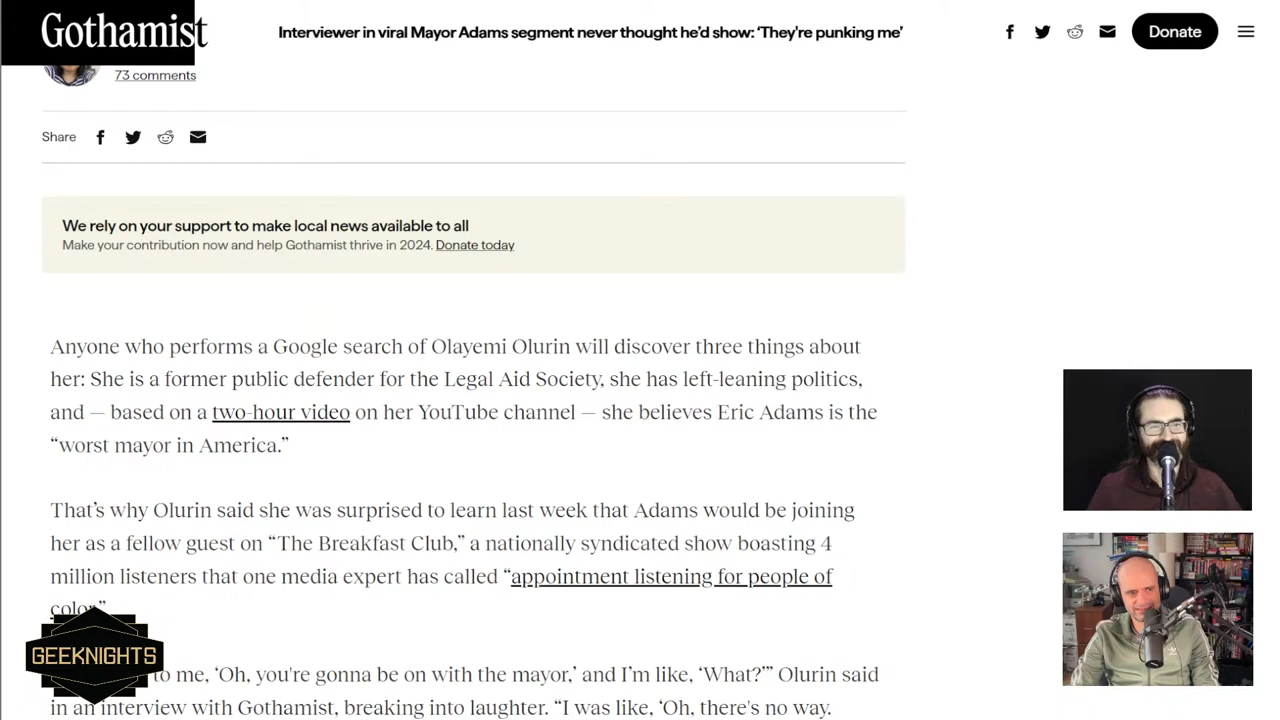 Gothamist
Interviewer in viral Mayor Adams segment never thought he'd show: ‘They're punking me’
Donate
73 comments
Share
We rely on your support to make local news available to all
Make your contribution now and help Gothamist thrive in 2024. Donate today
Anyone who performs a Google search of Olayemi Olurin will discover three things about
her: She is a former public defender for the Legal Aid Society, she has left-leaning politics,
and — based on a two-hour video on her YouTube channel — she believes Eric Adams is the
“worst mayor in America.”
That’s why Olurin said she was surprised to learn last week that Adams would be joining
her as a fellow guest on “The Breakfast Club,” a nationally syndicated show boasting 4
million listeners that one media expert has called “appointment listening for people of
color.”
to me, ‘Oh, you're gonna be on with the mayor,’ and I’m like, ‘What?’” Olurin said
in an interview with Gothamist, breaking into laughter. “I was like, ‘Oh, there's no way.
GEEKNIGHTS